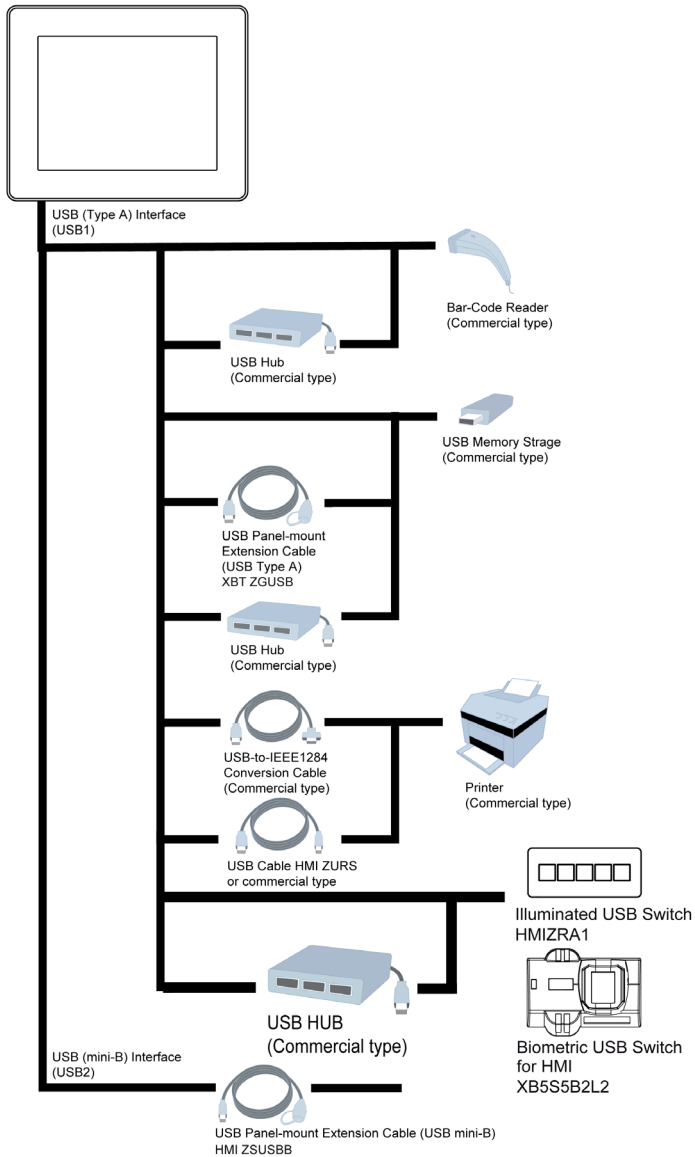 USB (Type A) Interface
(USB1)
Bar-Code Reader
(Commercial type)
USB Hub
(Commercial type)
USB Memory Strage
(Commercial type)
USB Panel-mount
Extension Cable
(USB Type A)
XBT ZGUSB
USB Hub
(Commercial type)
USB-to-IEEE1284
Conversion Cable
(Commercial type)
Printer
(Commercial type)
USB Cable HMI ZURS
or commercial type
Illuminated USB Switch
HMIZRA1
USB HUB
(Commercial type)
Biometric USB Switch
for HMI
XB5S5B2L2
USB (mini-B) Interface
(USB2)
USB Panel-mount Extension Cable (USB mini-B)
HMI ZSUSBB